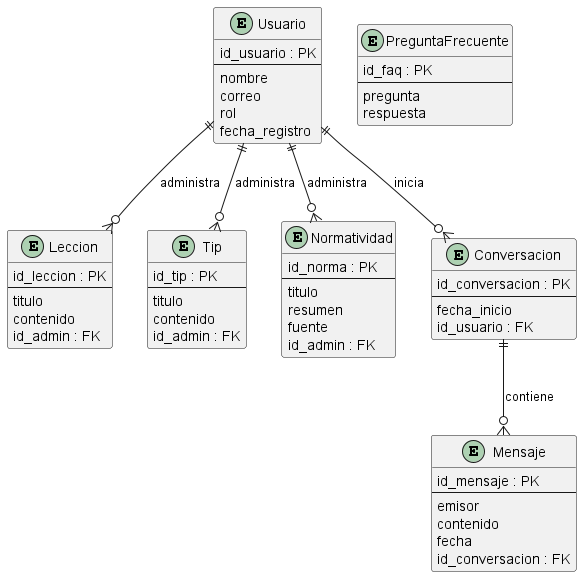 E Usuario
id_usuario : PK
nombre
correo
rol
fecha_registro
E PreguntaFrecuente
id_faq : PK
pregunta
respuesta
administra
administra
administra
inicia
E Leccion
id_leccion : PK
titulo
contenido
id_admin : FK
E Tip
id_tip : PK
titulo
contenido
id_admin : FK
E Normatividad
id_norma : PK
titulo
resumen
fuente
id_admin : FK
E Conversacion
id_conversacion : PK
fecha_inicio
id_usuario : FK
contiene
E Mensaje
id_mensaje : PK
emisor
contenido
fecha
id_conversacion : FK